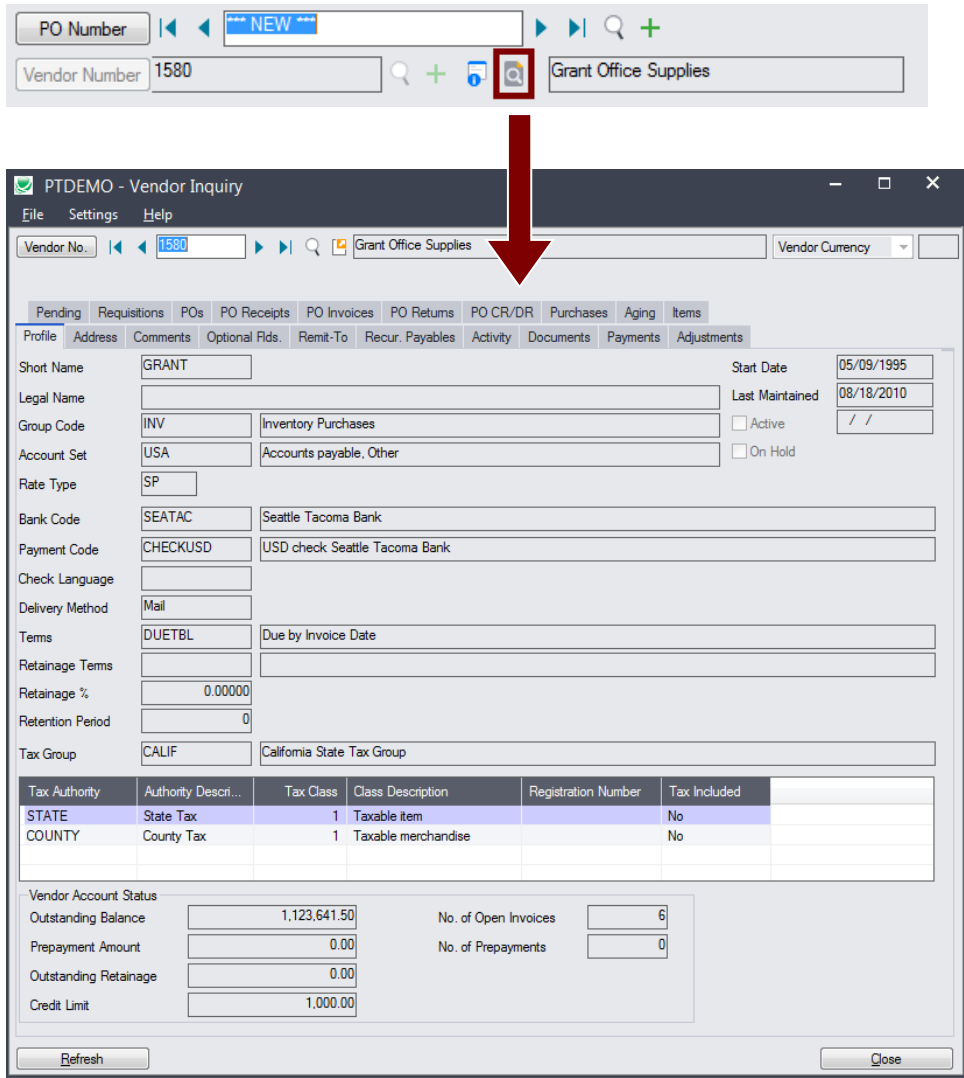 PO Number *** NEW ***
Vendor Number 1580 Grant Office Supplies
PTDEMO - Vendor Inquiry
File Settings Help
Vendor No. 1580 Grant Office Supplies Vendor Currency
Pending Requisitions POs PO Receipts PO Invoices PO Returns PO CR/DR Purchases Aging Items
Profile Address Comments Optional Flds. Remit-To Recur. Payables Activity Documents Payments Adjustments
Short Name GRANT Start Date 05/09/1995
Legal Name Last Maintained 08/18/2010
Group Code INV Inventory Purchases Active / /
Account Set USA Accounts payable, Other On Hold
Rate Type SP
Bank Code SEATAC Seattle Tacoma Bank
Payment Code CHECKUSD USD check Seattle Tacoma Bank
Check Language
Delivery Method Mail
Terms DUETBL Due by Invoice Date
Retainage Terms
Retainage % 0.00000
Retention Period 0
Tax Group CALIF California State Tax Group
Tax Authority Authority Descri... Tax Class Class Description Registration Number Tax Included
STATE State Tax 1 Taxable item No
COUNTY County Tax 1 Taxable merchandise No
Vendor Account Status
Outstanding Balance 1,123,641.50 No. of Open Invoices 6
Prepayment Amount 0.00 No. of Prepayments 0
Outstanding Retainage 0.00
Credit Limit 1,000.00
Refresh Close